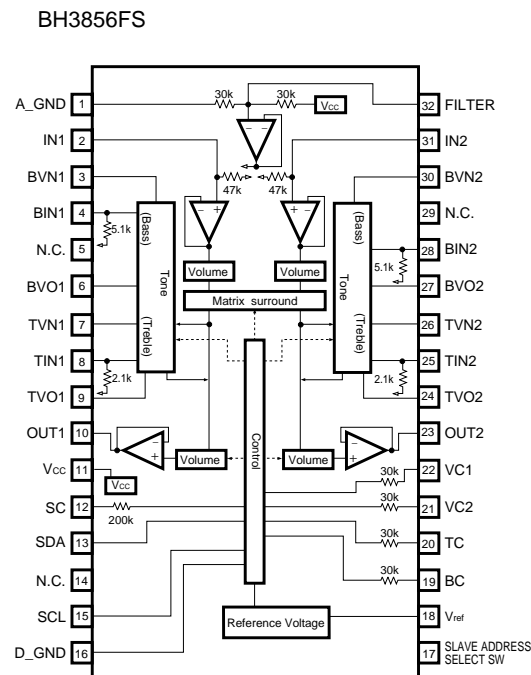 BH3856FS
A_GND 1
30k 30k Vcc
32 FILTER
IN1 2
31 IN2
BVN1 3
47k 47k
30 BVN2
BIN1 4
5.1k
29 N.C.
N.C. 5
28 BIN2
5.1k
BVO1 6
27 BVO2
TVN1 7
26 TVN2
TIN1 8
2.1k
25 TIN2
2.1k
TVO1 9
24 TVO2
(Bass)
Tone
(Treble)
− −
− +
+ −
Volume Volume
Matrix surround
(Bass)
Tone
(Treble)
Control
OUT1 10
− +
Volume Volume
− +
23 OUT2
Vcc 11
Vcc
30k
22 VC1
SC 12
200k
30k
21 VC2
SDA 13
30k
20 TC
N.C. 14
30k
19 BC
SCL 15
Reference Voltage
18 Vref
D_GND 16
17 SLAVE ADDRESS
SELECT SW